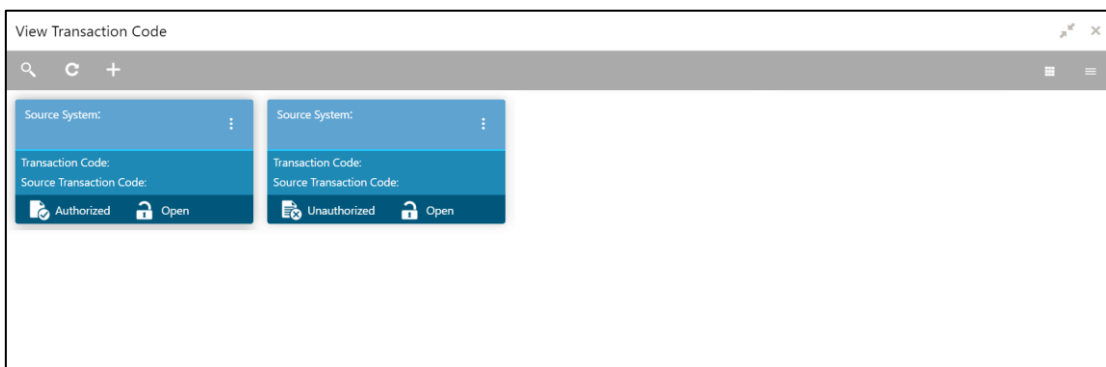 View Transaction Code
Source System:
Transaction Code:
Source Transaction Code:
Authorized Open
Source System:
Transaction Code:
Source Transaction Code:
Unauthorized Open